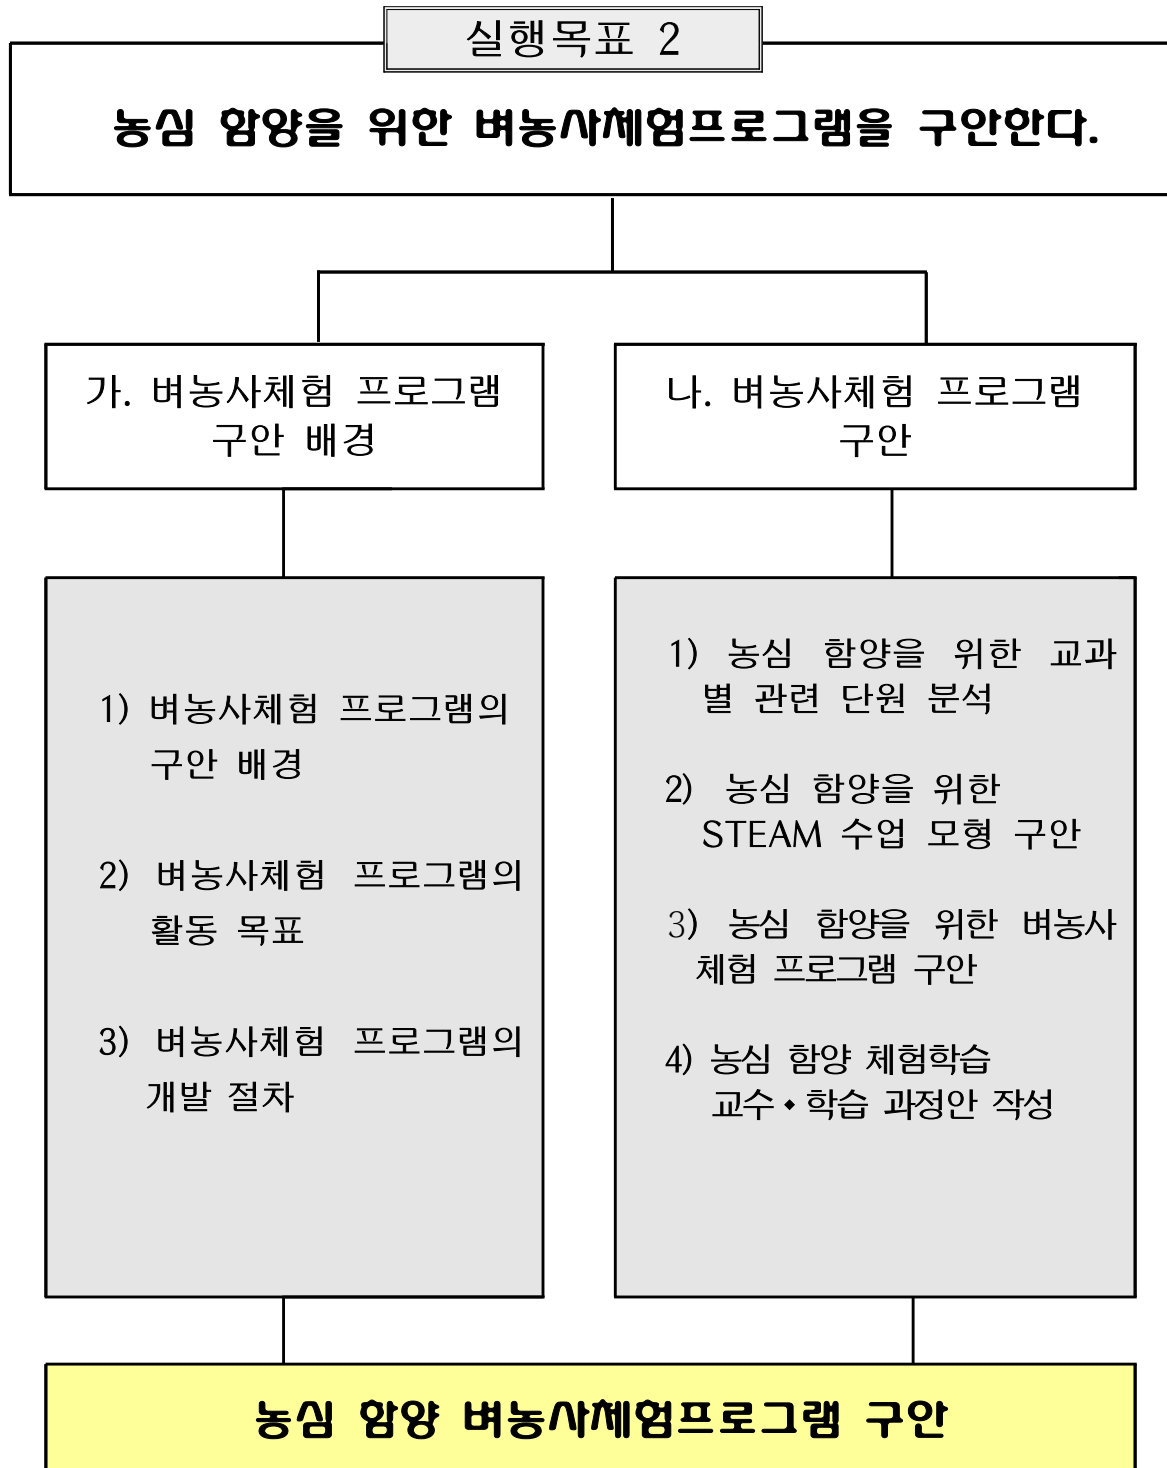 실행목표 2
농심 함양을 위한 벼농사체험프로그램을 구안한다.
가. 벼농사체험 프로그램
구안 배경
나. 벼농사체험 프로그램
구안
1) 벼농사체험 프로그램의
구안 배경
2) 벼농사체험 프로그램의
활동 목표
3) 벼농사체험 프로그램의
개발 절차
1) 농심 함양을 위한 교과
별 관련 단원 분석
2) 농심 함양을 위한
STEAM 수업 모형 구안
3) 농심 함양을 위한 벼농사
체험 프로그램 구안
4) 농심 함양 체험학습
교수·학습 과정안 작성
농심 함양 벼농사체험프로그램 구안